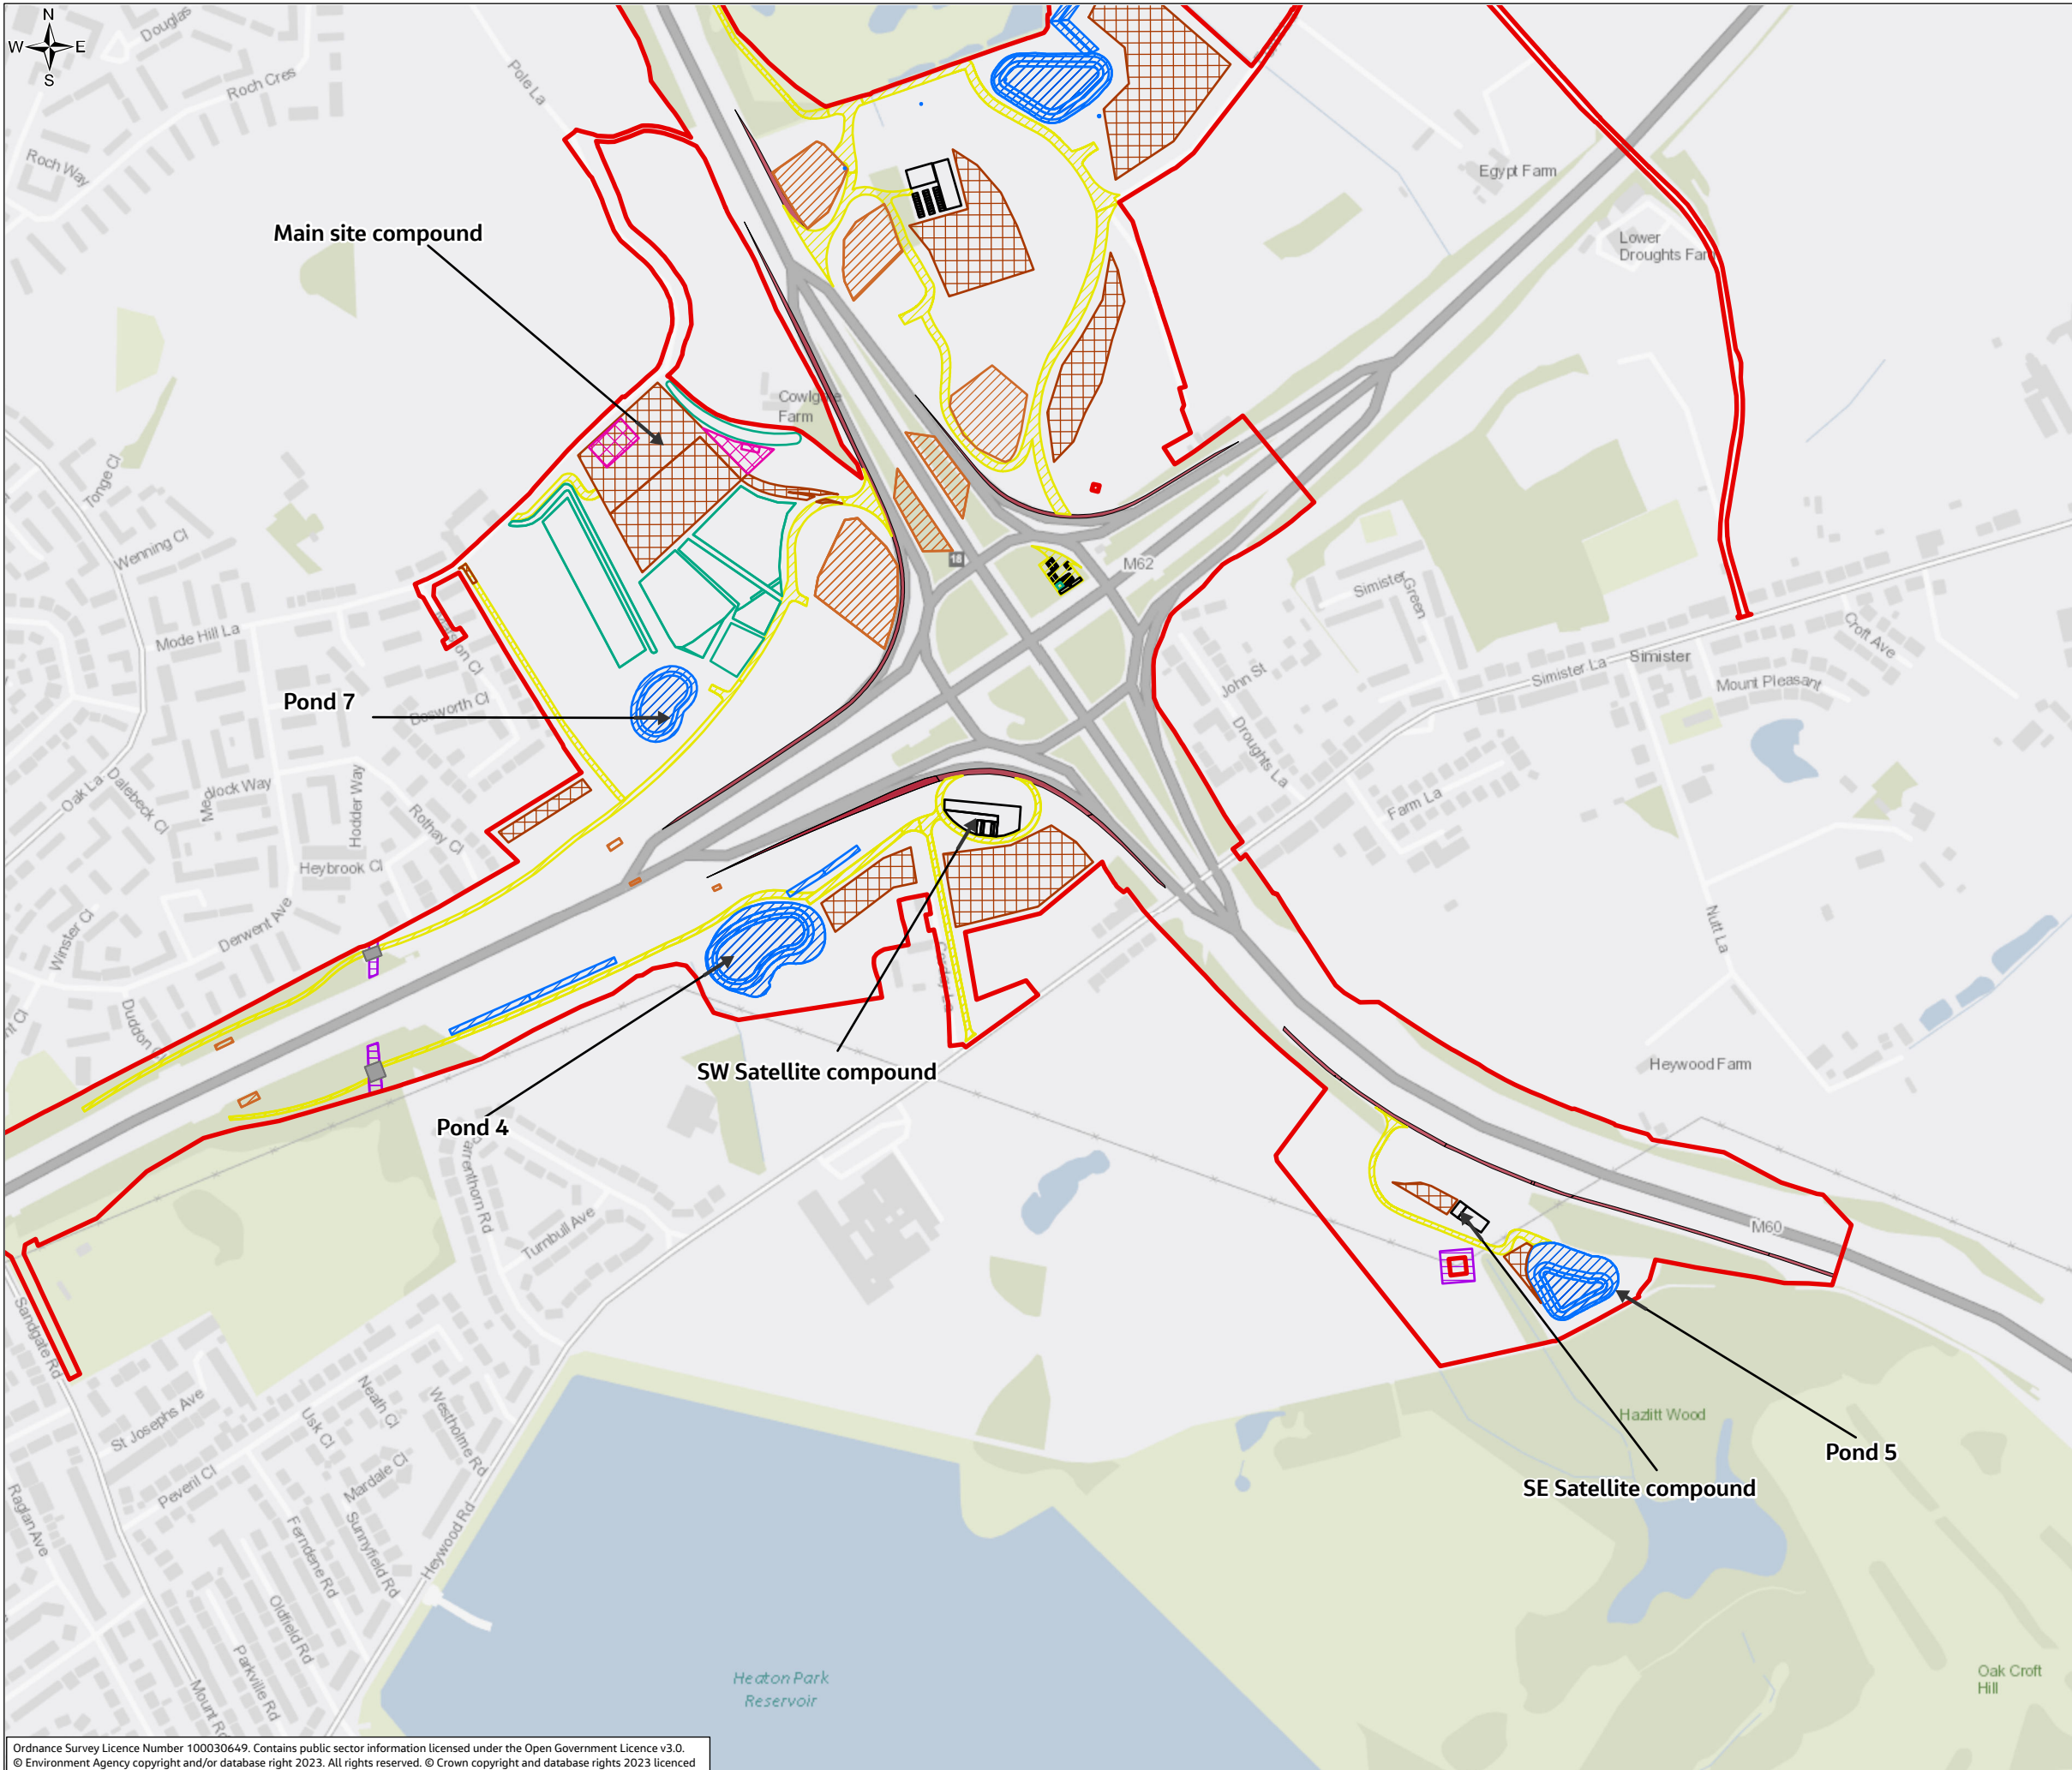 N
W E
S
Douglas
Roch Cres
Pole La
Roch Way
Egypt Farm
Main site compound
Lower
Droughts Farm
Cowlgate
Farm
Tonge Cl
Wenning Cl
18
M62
Simister
Green
Mode Hill La
Croft Ave
Simister
Simister La
Mount Pleasant
John St
Pond 7
Bosworth Cl
Droughts La
Oak La
Dalebeck Cl
Hodder Way
Rothay Cl
Farm La
Heybrook Cl
Winster Cl
Derwent Ave
Nutt La
Duddon Cl
Heywood Farm
SW Satellite compound
Pond 4
Turnbull Ave
M60
Sandgate Rd
St Josephs Ave
Neath Cl
Usk Cl
Westholme Rd
Hazlitt Wood
Pond 5
SE Satellite compound
Peveril Cl
Mardale Cl
Raglan Ave
Ferndene Rd
Sunnyfield Rd
Heywood Rd
Oldfield Rd
Parkville Rd
Mount Rd
Heaton Park
Reservoir
Oak Croft
Hill
Ordnance Survey Licence Number 100030649. Contains public sector information licensed under the Open Government Licence v3.0.
© Environment Agency copyright and/or database right 2023. All rights reserved. © Crown copyright and database rights 2023 licenced